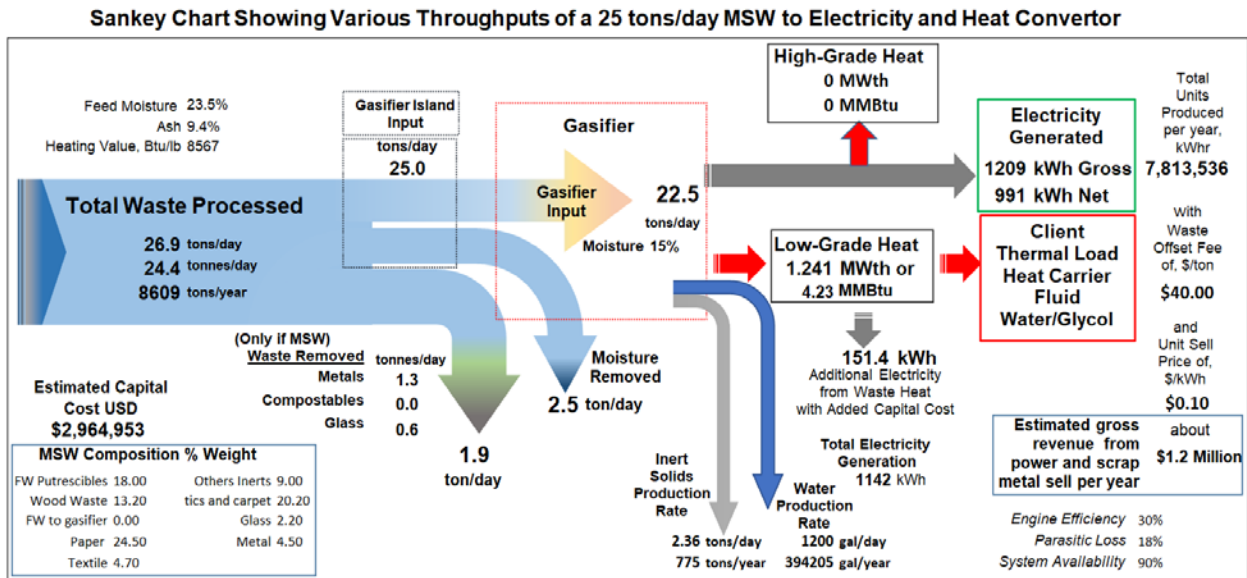 Sankey Chart Showing Various Throughputs of a 25 tons/day MSW to Electricity and Heat Convertor
Feed Moisture 23.5%
Ash 9.4%
Heating Value, Btu/lb 8567
Gasifier Island
Input
tons/day
25.0
Total Waste Processed
26.9 tons/day
24.4 tonnes/day
8609 tons/year
Gasifier
Gasifier
Input
22.5
tons/day
Moisture 15%
High-Grade Heat
0 MWth
0 MMBtu
Electricity
Generated
1209 kWh Gross
991 kWh Net
Total
Units
Produced
per year,
kWhr
7,813,536
Low-Grade Heat
1.241 MWth or
4.23 MMBtu
Client
Thermal Load
Heat Carrier
Fluid
Water/Glycol
With
Waste
Offset Fee
of, $/ton
$40.00
and
Unit Sell
Price of,
$/kWh
$0.10
(Only if MSW)
Waste Removed tonnes/day
Metals 1.3
Compostables 0.0
Glass 0.6
1.9
ton/day
Moisture
Removed
2.5 ton/day
151.4 kWh
Additional Electricity
from Waste Heat
with Added Capital Cost
Total Electricity
Generation
1142 kWh
Estimated Capital
Cost USD
$2,964,953
MSW Composition % Weight
FW Putrescibles 18.00
Wood Waste 13.20
FW to gasifier 0.00
Paper 24.50
Textile 4.70
Others Inerts 9.00
tics and carpet 20.20
Glass 2.20
Metal 4.50
Inert
Solids
Production
Rate
2.36 tons/day
775 tons/year
Water
Production
Rate
1200 gal/day
394205 gal/year
Estimated gross
revenue from
power and scrap
metal sell per year
about
$1.2 Million
Engine Efficiency 30%
Parasitic Loss 18%
System Availability 90%